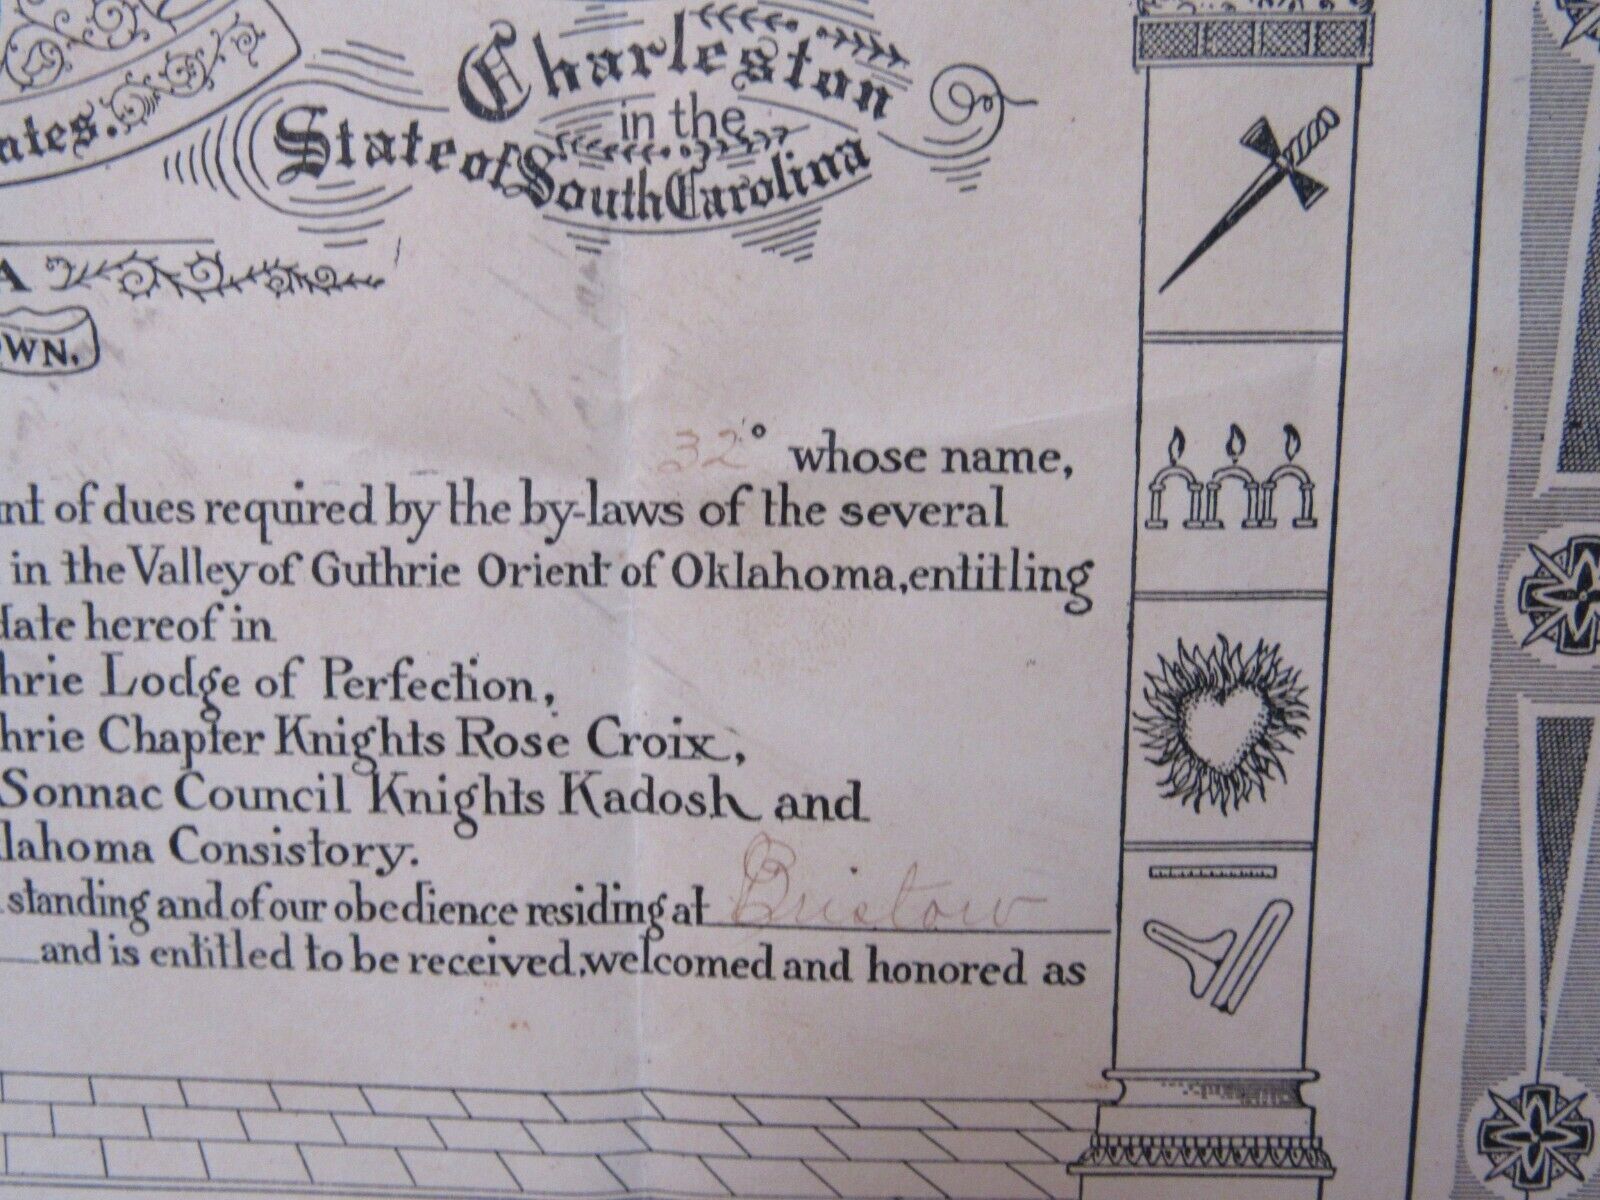 Charleston
in the
State of South Carolina
ates.
A
OWN.
32° whose name,
nt of dues required by the by-laws of the several
in the Valley of Guthrie Orient of Oklahoma, entitling
date hereof in
hrie Lodge of Perfection,
hrie Chapter Knights Rose Croix,
Sonnac Council Knights Kadosh and
lahoma Consistory.
standing and of our obedience residing at Bristow
and is entitled to be received, welcomed and honored as